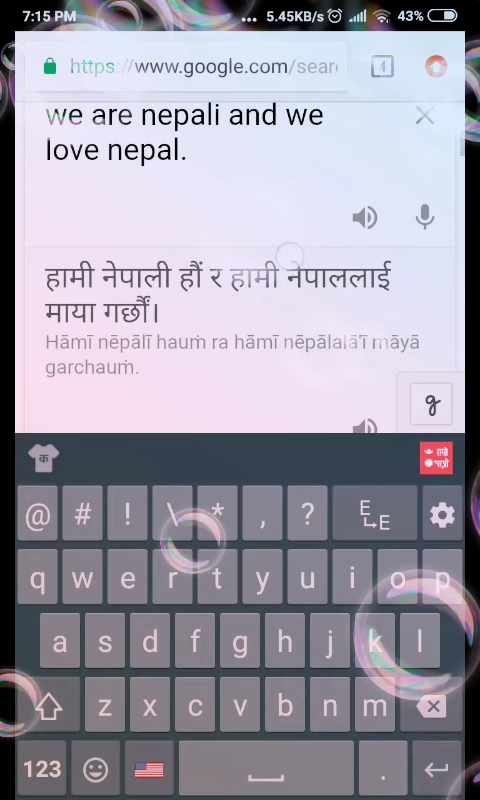 7:15 PM ... 5.45KB/s 43%
https://www.google.com/sear
4
we are nepali and we
love nepal.
हामी नेपाली हौं र हामी नेपाललाई
माया गर्छौं।
Hāmī nēpālī hauṁ ra hāmī nēpālalā'ī māyā
garchauṁ.
g
क
@ # ! \ * , ? E E
q w e r t y u i o p
a s d f g h j k l
z x c v b n m
123 .